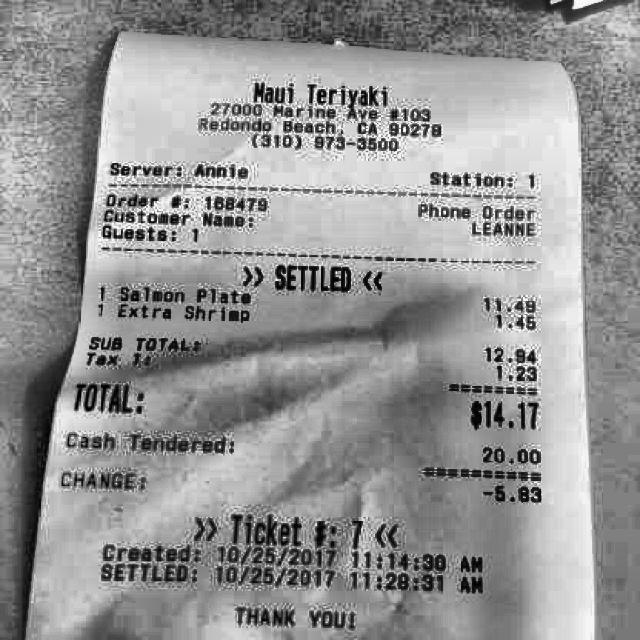 Maui Teriyaki
27000 Marine Ave #103
Redondo Beach, CA 90278
(310) 973-3500
Server: Annie Station: 1
Order #: 168479 Phone Order
Customer Name: LEANNE
Guests: 1
>> SETTLED <<
1 Salmon Plate 11.49
1 Extra Shrimp 1.45
SUB TOTAL: 12.94
Tax 1: 1.23
========
TOTAL: $14.17
Cash Tendered: 20.00
==========
CHANGE: -5.83
>> Ticket #: 7 <<
Created: 10/25/2017 11:14:30 AM
SETTLED: 10/25/2017 11:28:31 AM
THANK YOU!